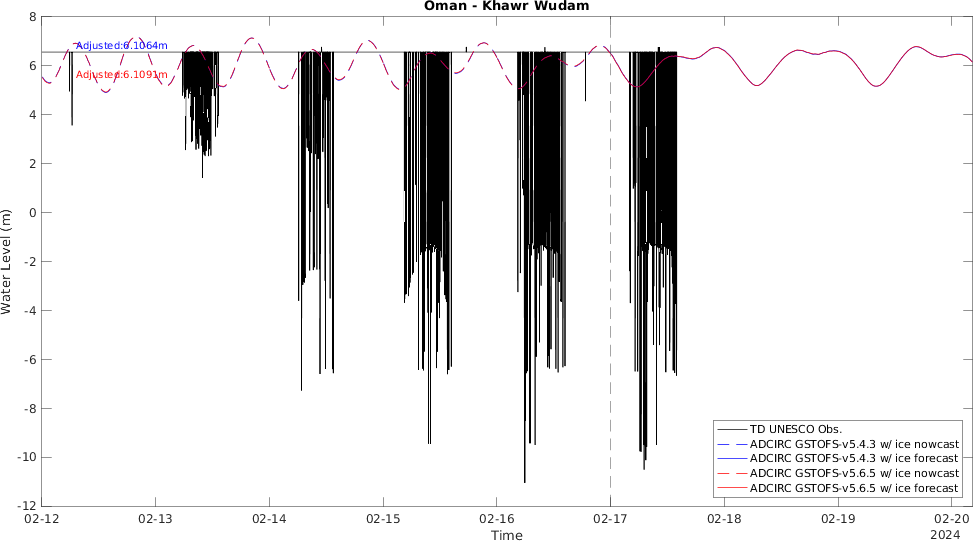 Oman - Khawr Wudam
8
6
4
2
0
-2
-4
-6
-8
-10
-12
Water Level (m)
Adjusted:6.1064m
Adjusted:6.1091m
TD UNESCO Obs.
ADCIRC GSTOFS-v5.4.3 w/ ice nowcast
ADCIRC GSTOFS-v5.4.3 w/ ice forecast
ADCIRC GSTOFS-v5.6.5 w/ ice nowcast
ADCIRC GSTOFS-v5.6.5 w/ ice forecast
02-12 02-13 02-14 02-15 02-16 02-17 02-18 02-19 02-20
Time
2024